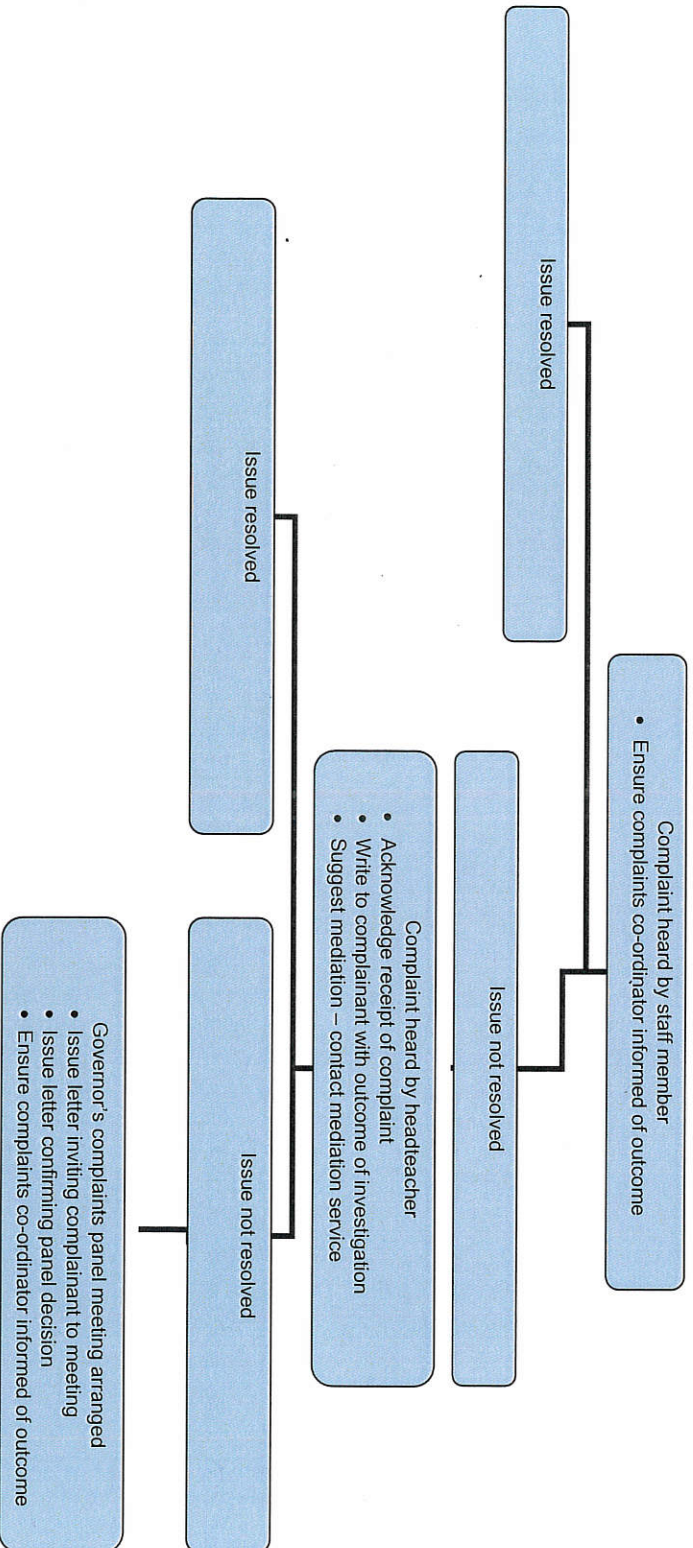 Complaint heard by staff member
• Ensure complaints co-ordinator informed of outcome
Issue resolved
Issue not resolved
Complaint heard by headteacher
• Acknowledge receipt of complaint
• Write to complainant with outcome of investigation
• Suggest mediation – contact mediation service
Issue resolved
Issue not resolved
Governor's complaints panel meeting arranged
• Issue letter inviting complainant to meeting
• Issue letter confirming panel decision
• Ensure complaints co-ordinator informed of outcome